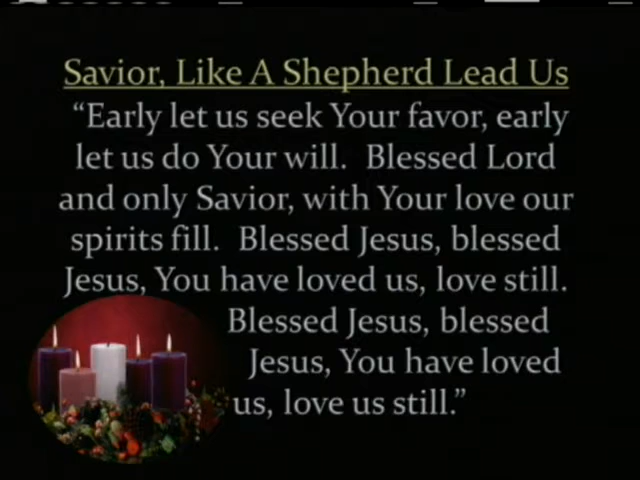 Savior, Like A Shepherd Lead Us
“Early let us seek Your favor, early
let us do Your will.  Blessed Lord
and only Savior, with Your love our
spirits fill.  Blessed Jesus, blessed
Jesus, You have loved us, love still.
Blessed Jesus, blessed
Jesus, You have loved
us, love us still.”